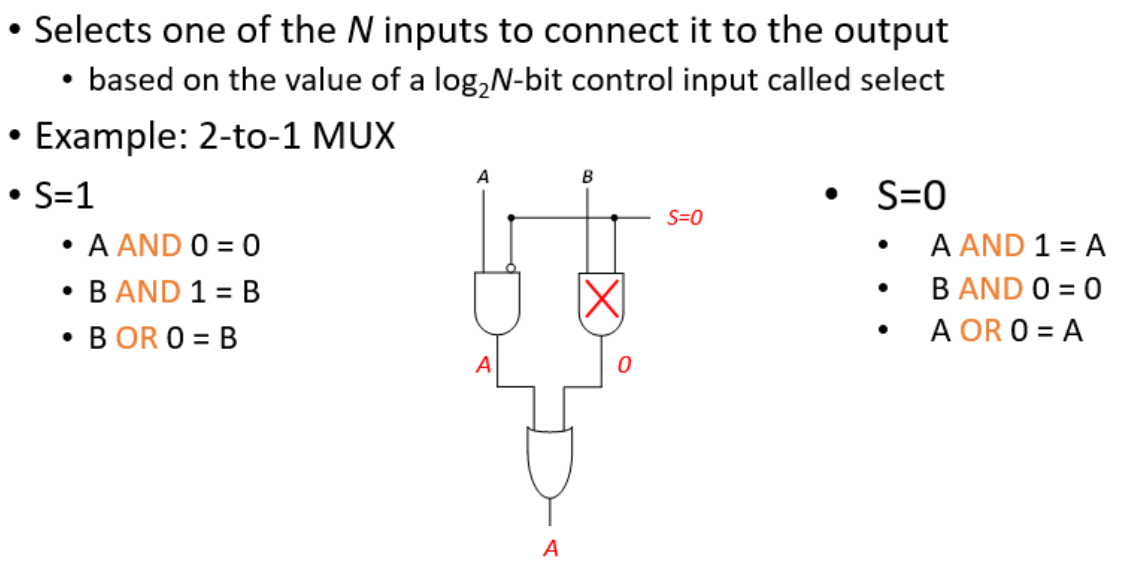 • Selects one of the N inputs to connect it to the output
• based on the value of a log₂N-bit control input called select
• Example: 2-to-1 MUX
• S=1
• A AND 0 = 0
• B AND 1 = B
• B OR 0 = B
A
B
S=0
A
0
A
• S=0
• A AND 1 = A
• B AND 0 = 0
• A OR 0 = A